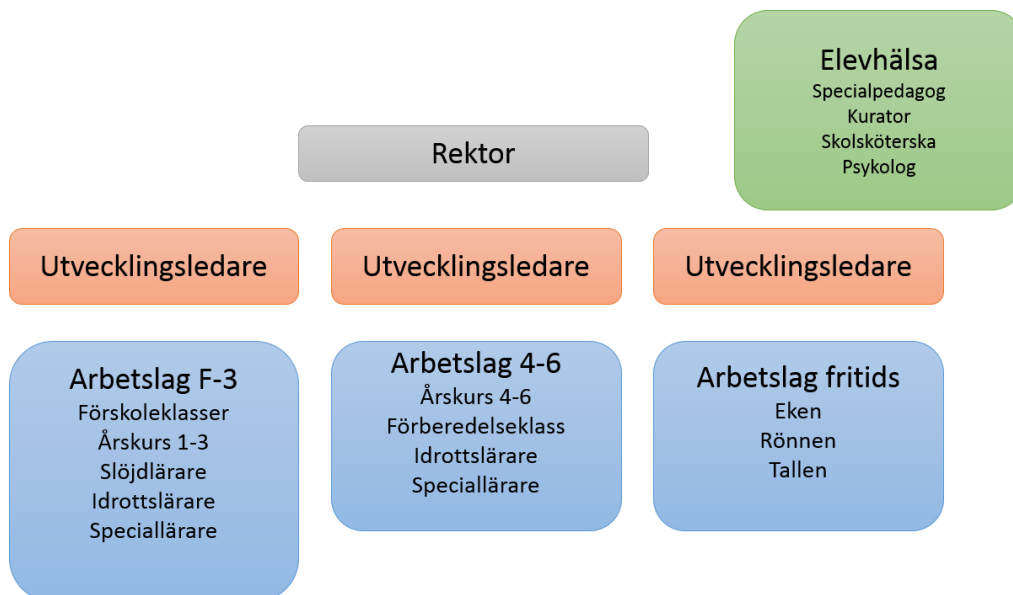 Elevhälsa
Specialpedagog
Kurator
Skolsköterska
Psykolog
Rektor
Utvecklingsledare
Utvecklingsledare
Utvecklingsledare
Arbetslag F-3
Förskoleklasser
Årskurs 1-3
Slöjdlärare
Idrottslärare
Speciallärare
Arbetslag 4-6
Årskurs 4-6
Förberedelseklass
Idrottslärare
Speciallärare
Arbetslag fritids
Eken
Rönnen
Tallen